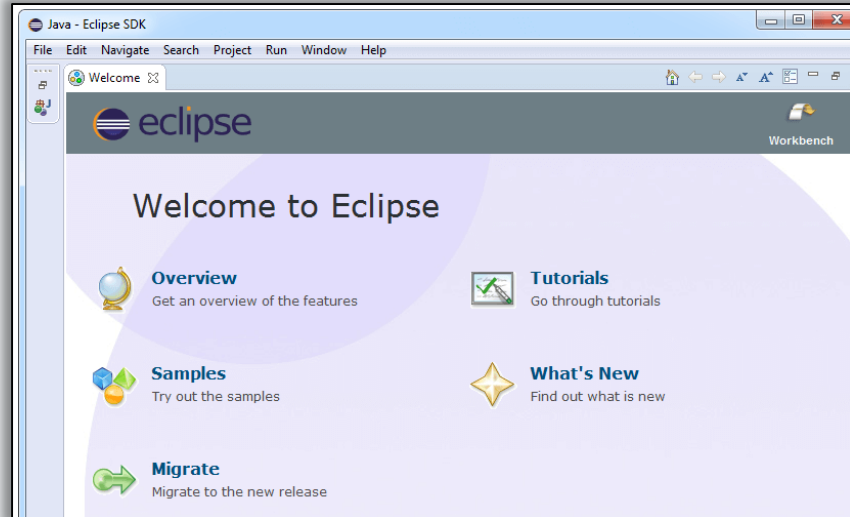 Java - Eclipse SDK
File Edit Navigate Search Project Run Window Help
Welcome
eclipse
Workbench
Welcome to Eclipse
Overview
Get an overview of the features
Tutorials
Go through tutorials
Samples
Try out the samples
What's New
Find out what is new
Migrate
Migrate to the new release